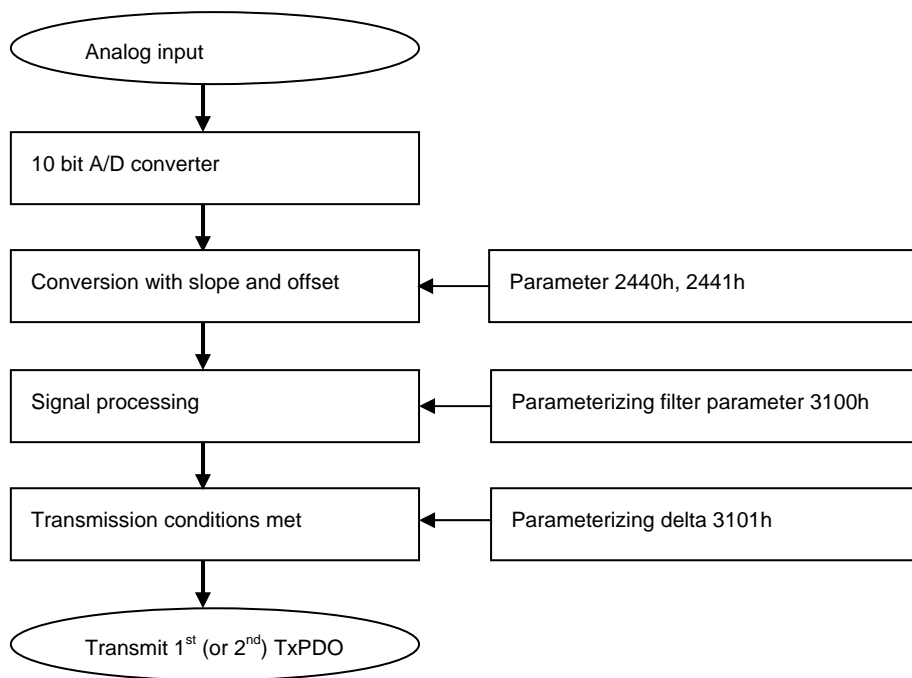 Analog input
10 bit A/D converter
Conversion with slope and offset
Parameter 2440h, 2441h
Signal processing
Parameterizing filter parameter 3100h
Transmission conditions met
Parameterizing delta 3101h
Transmit 1st (or 2nd) TxPDO